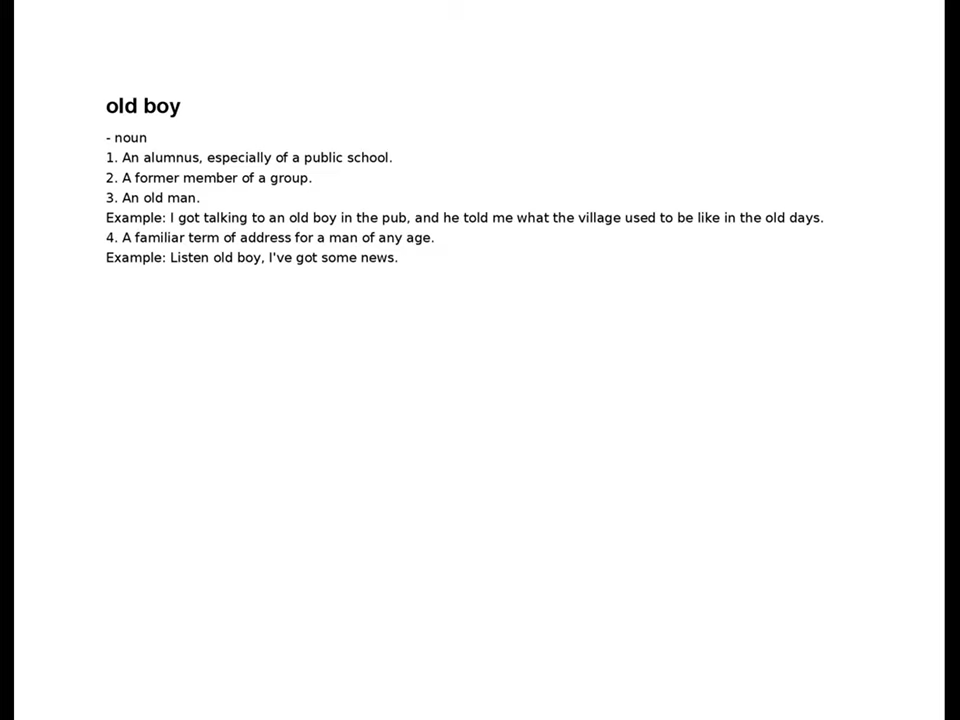 old boy
- noun
1. An alumnus, especially of a public school.
2. A former member of a group.
3. An old man.
Example: I got talking to an old boy in the pub, and he told me what the village used to be like in the old days.
4. A familiar term of address for a man of any age.
Example: Listen old boy, I've got some news.